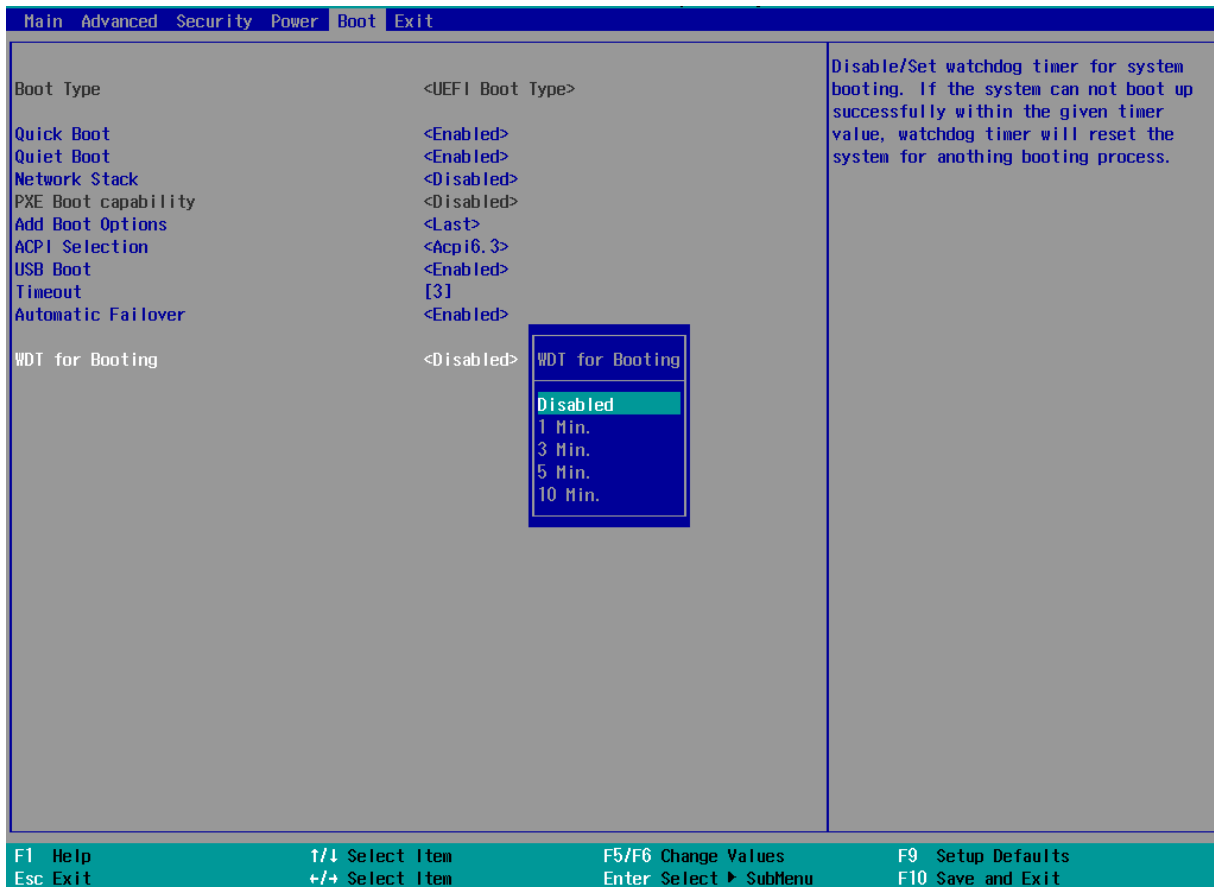 Main Advanced Security Power Boot Exit
Boot Type <UEFI Boot Type>
Quick Boot <Enabled>
Quiet Boot <Enabled>
Network Stack <Disabled>
PXE Boot capability <Disabled>
Add Boot Options <Last>
ACPI Selection <Acpi6.3>
USB Boot <Enabled>
Timeout [3]
Automatic Failover <Enabled>
WDT for Booting <Disabled>
WDT for Booting
Disabled
1 Min.
3 Min.
5 Min.
10 Min.
Disable/Set watchdog timer for system
booting. If the system can not boot up
successfully within the given timer
value, watchdog timer will reset the
system for anothing booting process.
F1 Help ↑/↓ Select Item F5/F6 Change Values F9 Setup Defaults
Esc Exit ←/→ Select Item Enter Select ▶ SubMenu F10 Save and Exit